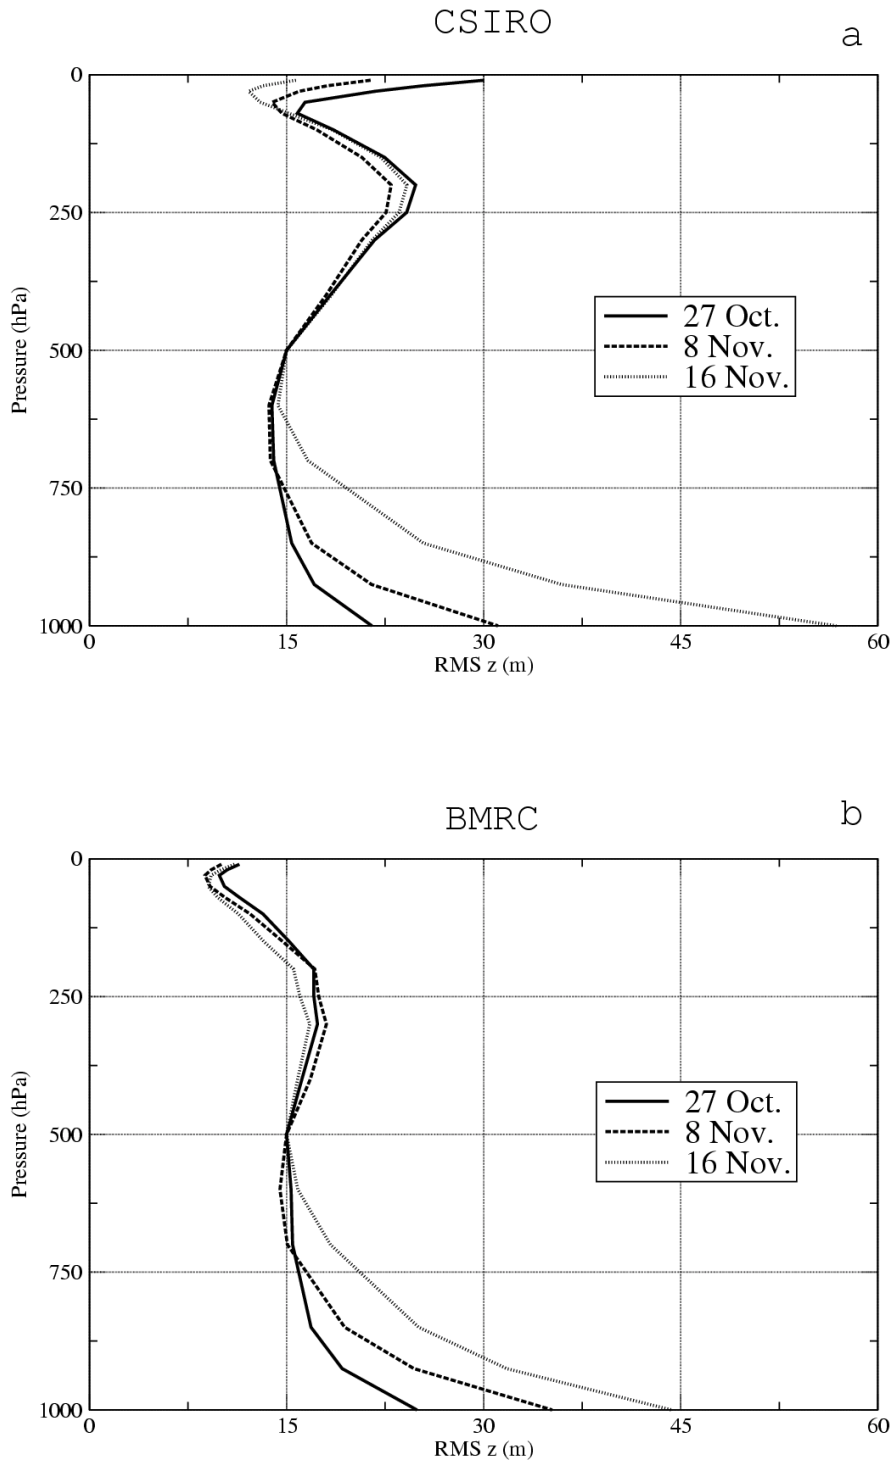 CSIRO
a
0
250
500
750
1000
Pressure (hPa)
27 Oct.
8 Nov.
16 Nov.
0 15 30 45 60
RMS z (m)
BMRC
b
0
250
500
750
1000
Pressure (hPa)
27 Oct.
8 Nov.
16 Nov.
0 15 30 45 60
RMS z (m)